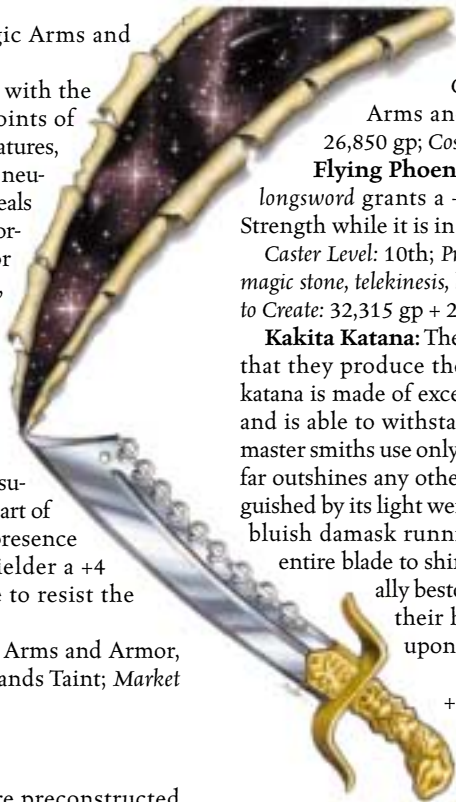 gic Arms and
with the
oints of
atures,
neu-
eals
or-
or
,
su-
art of
presence
ielder a +4
e to resist the
Arms and Armor,
ands Taint; Market
re preconstructed
Arms an
26,850 gp; Cos
Flying Phoen
longsword grants a
Strength while it is in
Caster Level: 10th; Pr
magic stone, telekinesis,
to Create: 32,315 gp + 2
Kakita Katana: The
that they produce the
katana is made of exce
and is able to withsta
master smiths use only
far outshines any othe
guished by its light wei
bluish damask runni
entire blade to shin
ally beste
their h
upon
+